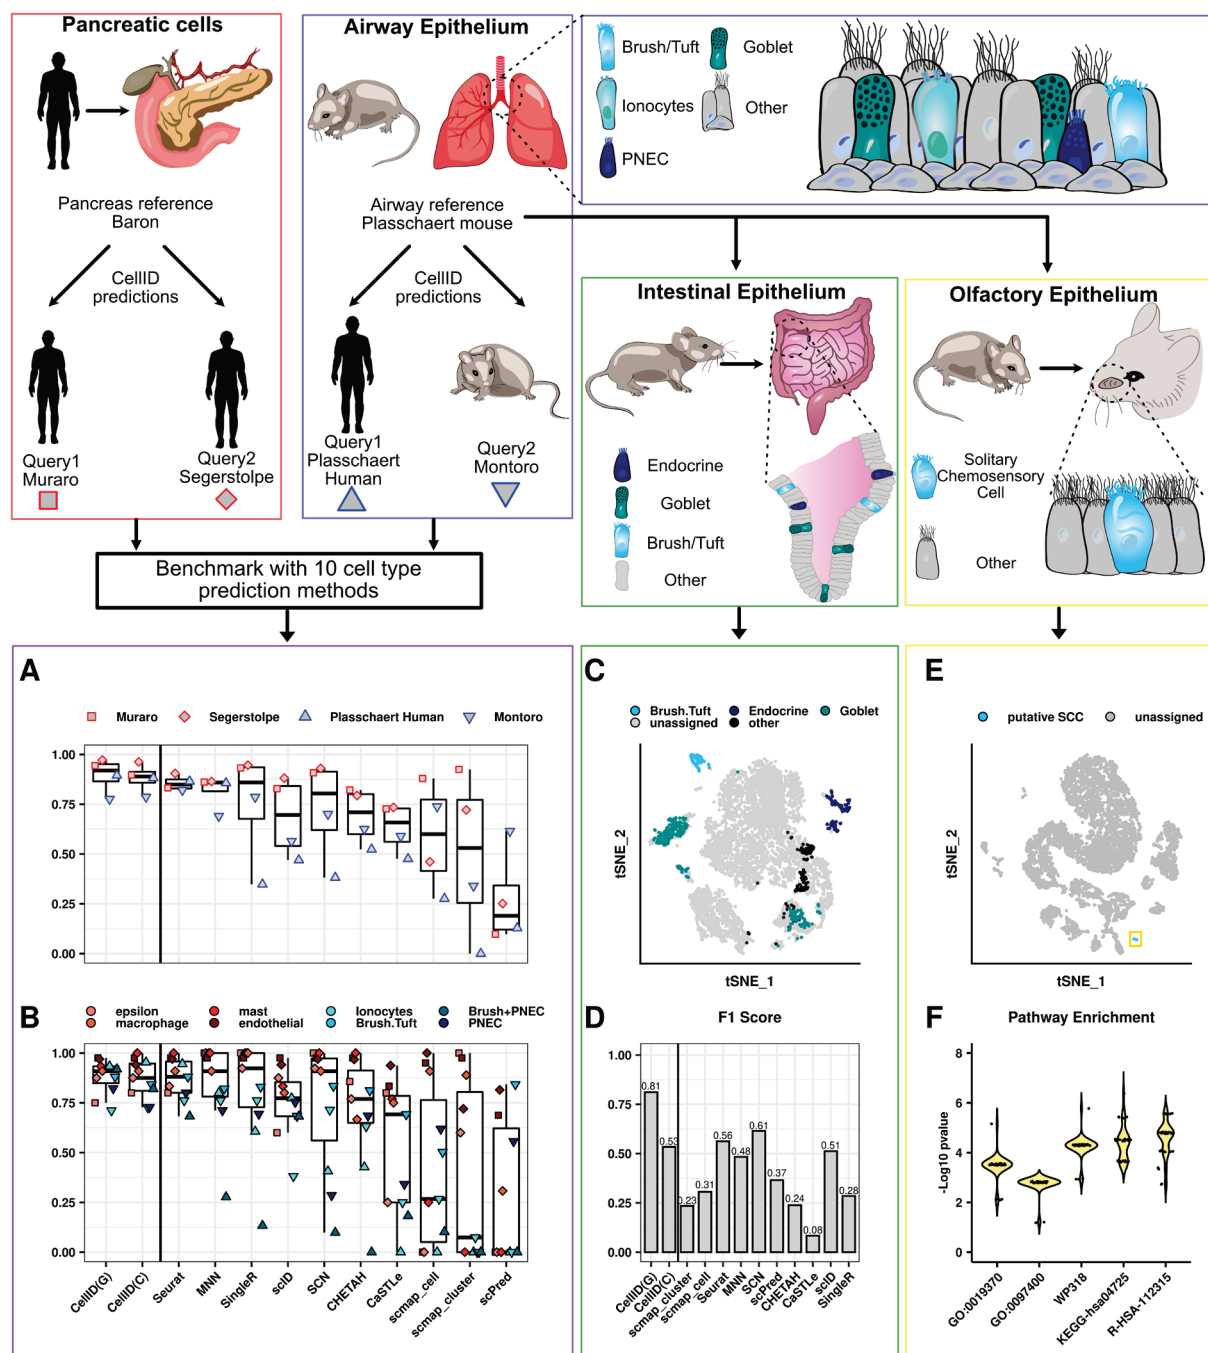 Pancreatic cells
Pancreas reference
Baron
CellID
predictions
Query1
Muraro
Query2
Segerstolpe
Airway Epithelium
Airway reference
Plasschaert mouse
CellID
predictions
Query1
Plasschaert
Human
Query2
Montoro
Brush/Tuft
Goblet
Ionocytes
Other
PNEC
Intestinal Epithelium
Endocrine
Goblet
Brush/Tuft
Other
Olfactory Epithelium
Solitary
Chemosensory
Cell
Other
Benchmark with 10 cell type
prediction methods
A
Muraro Segerstolpe Plasschaert Human Montoro
1.00
0.75
0.50
0.25
0.00
B
epsilon mast Ionocytes Brush+PNEC
macrophage endothelial Brush.Tuft PNEC
1.00
0.75
0.50
0.25
0.00
CellID(G) CellID(C) Seurat MNN SingleR scID SCN CHETAH CaSTLe scmap_cell scmap_cluster scPred
C
Brush.Tuft Endocrine Goblet
unassigned other
tSNE_2
tSNE_1
D
F1 Score
1.00
0.75
0.50
0.25
0.00
0.81 0.53 0.23 0.31 0.56 0.48 0.61 0.37 0.24 0.08 0.51 0.28
CellID(G) CellID(C) scmap_cluster scmap_cell Seurat MNN SCN scPred CHETAH CaSTLe scID SingleR
E
putative SCC unassigned
tSNE_2
tSNE_1
F
Pathway Enrichment
-Log10 pvalue
8
6
4
2
0
GO:0019370 GO:0097400 WP318 KEGG-hsa04725 R-HSA-112315